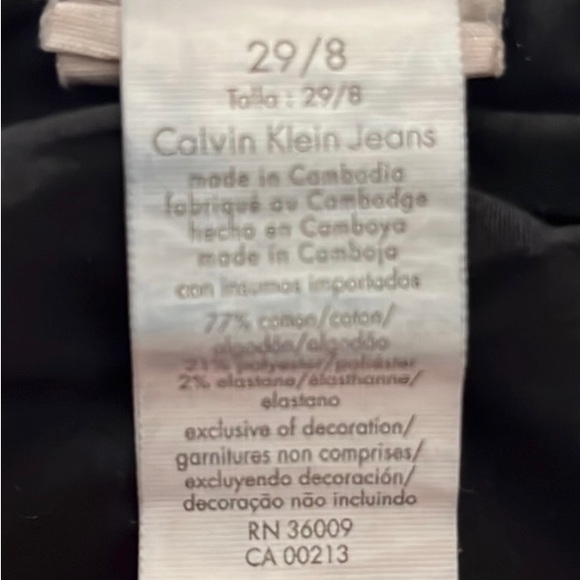 29/8
Talla : 29/8
Calvin Klein Jeans
made in Cambodia
fabriqué au Cambodge
hecho en Camboya
made in Camboja
con insumos importados
77% cotton/coton/
algodón/algodão
21% polyester/poliéster
2% elastane/élasthanne/
elastano
exclusive of decoration/
garnitures non comprises/
excluyendo decoración/
decoração não incluindo
RN 36009
CA 00213